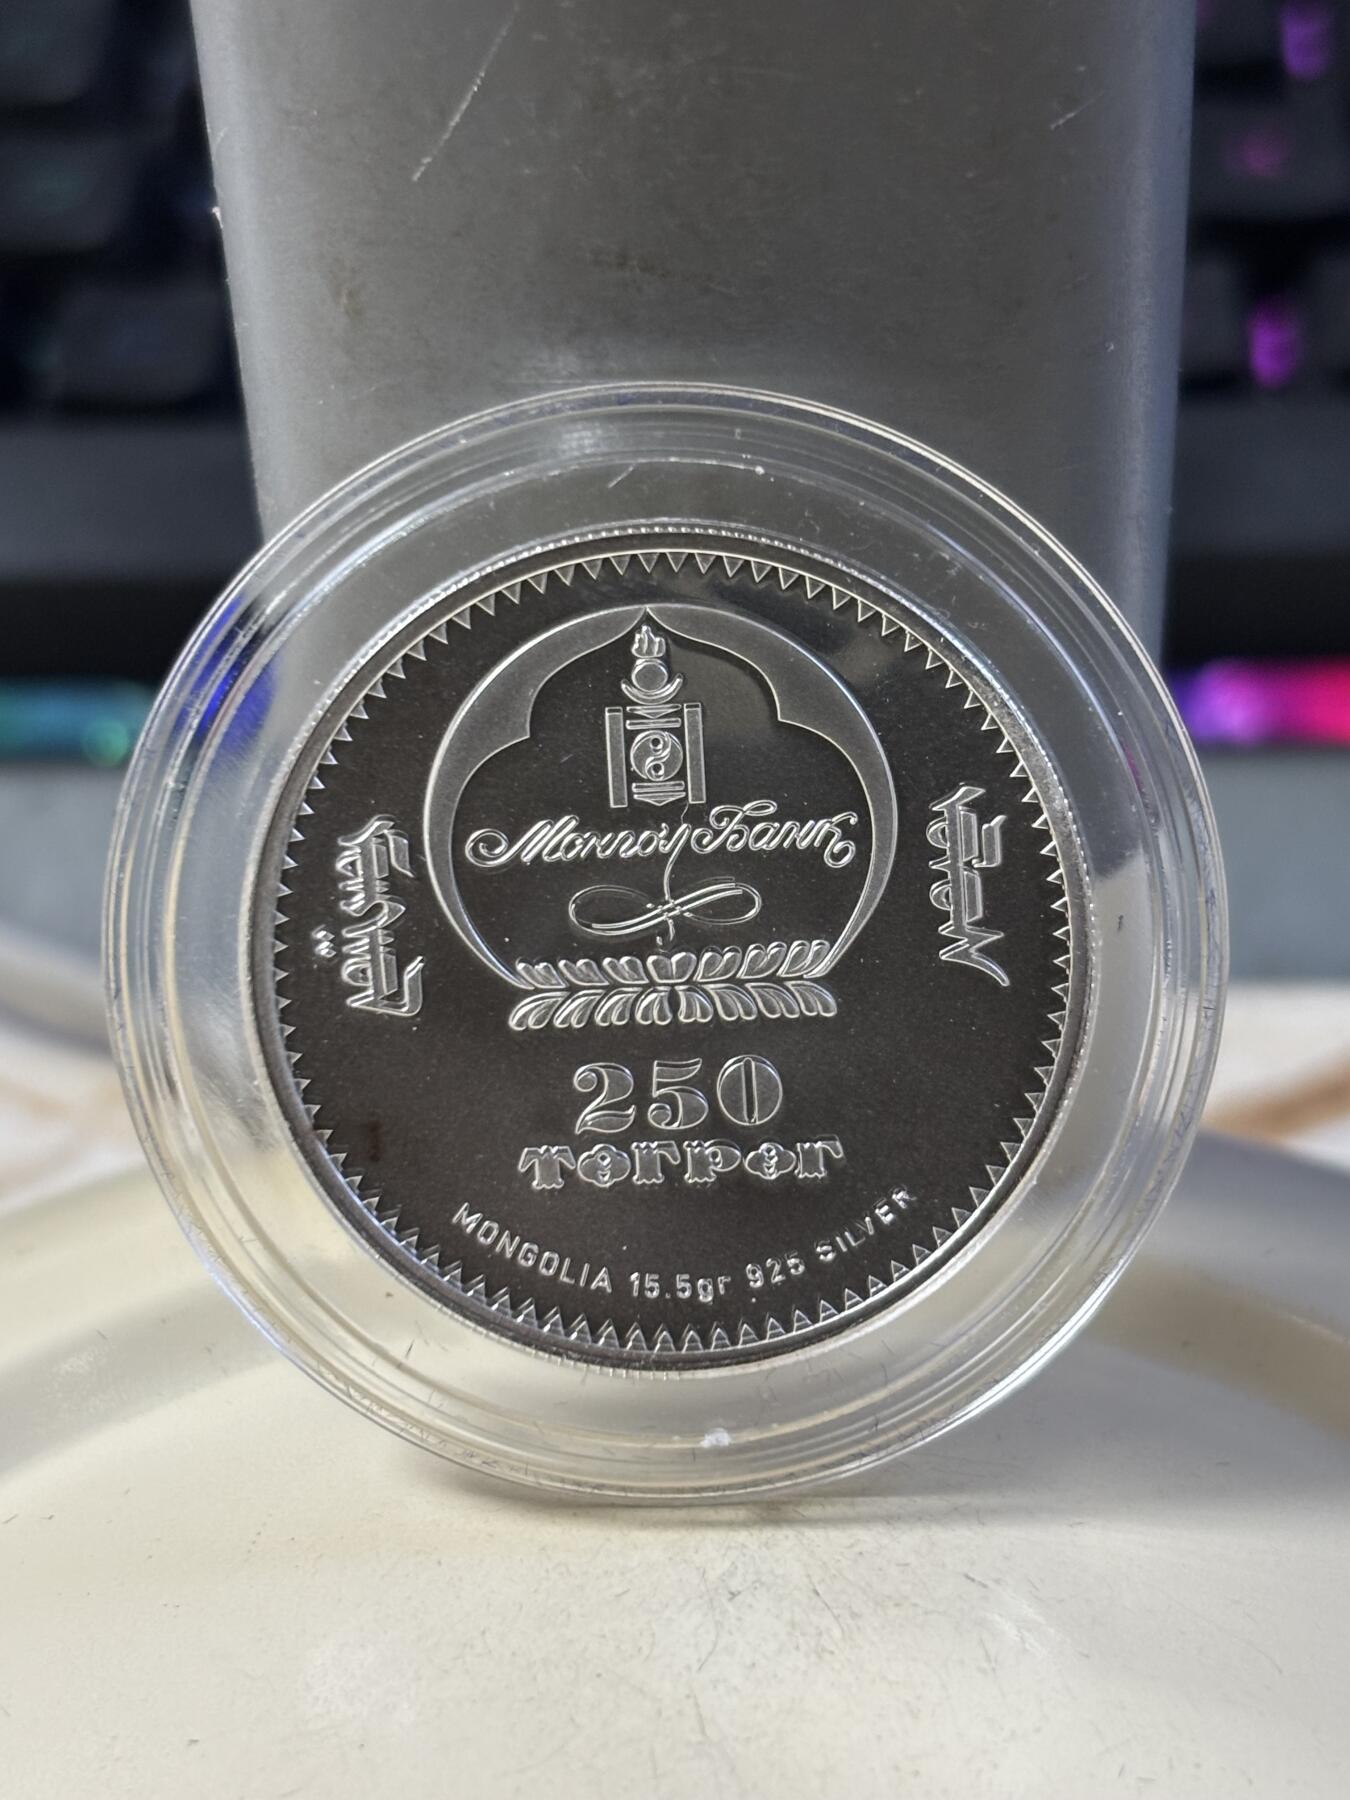 Монгол Банк
250
ТӨГРӨГ
MONGOLIA 15.5gr 925 SILVER